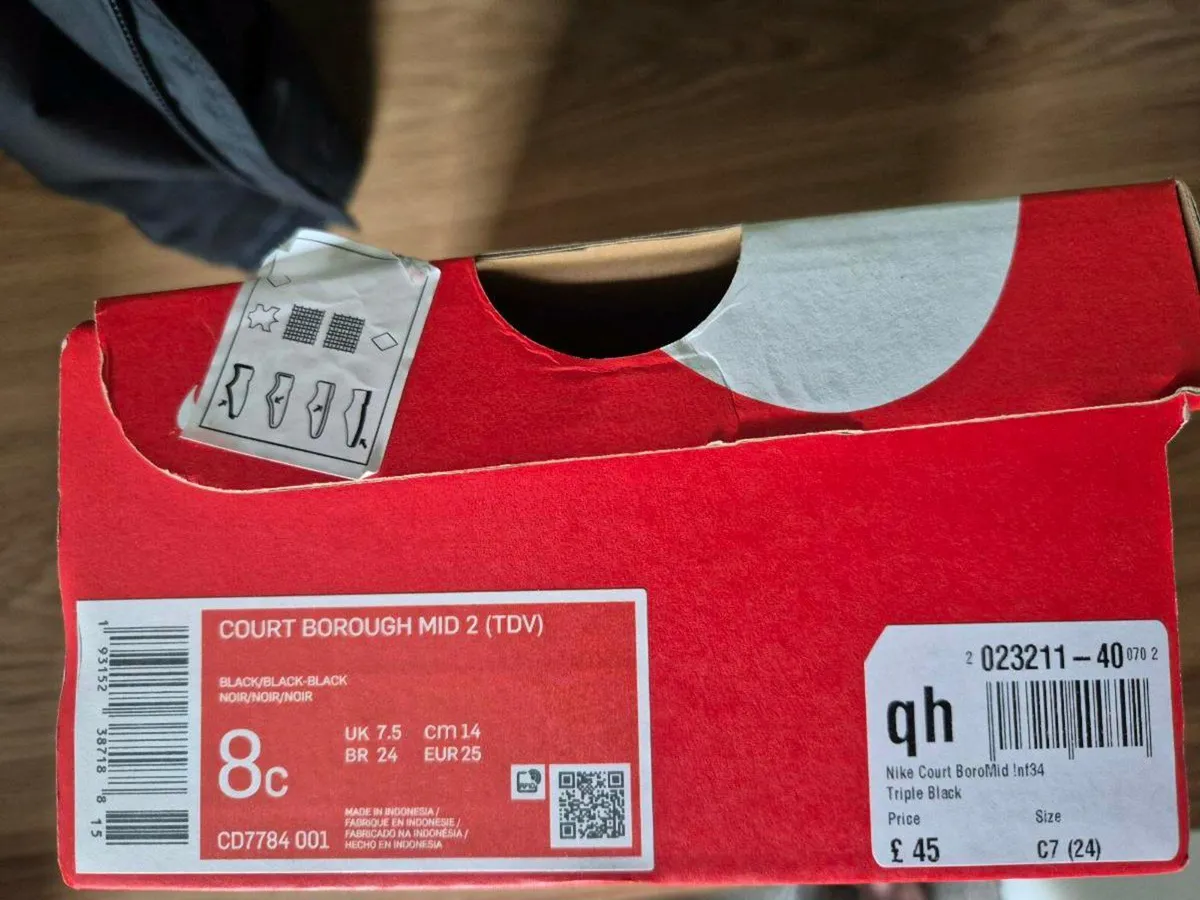 COURT BOROUGH MID 2 (TDV)
BLACK/BLACK-BLACK
NOIR/NOIR/NOIR
8C
UK 7.5 cm 14
BR 24 EUR 25
MADE IN INDONESIA /
FABRIQUE EN INDONESIE /
FABRICADO NA INDONÉSIA /
HECHO EN INDONESIA
CD7784 001
1 93152 38718 8 15
2 023211-40 070 2
qh
Nike Court BoroMid !nf34
Triple Black
Price Size
£ 45 C7 (24)